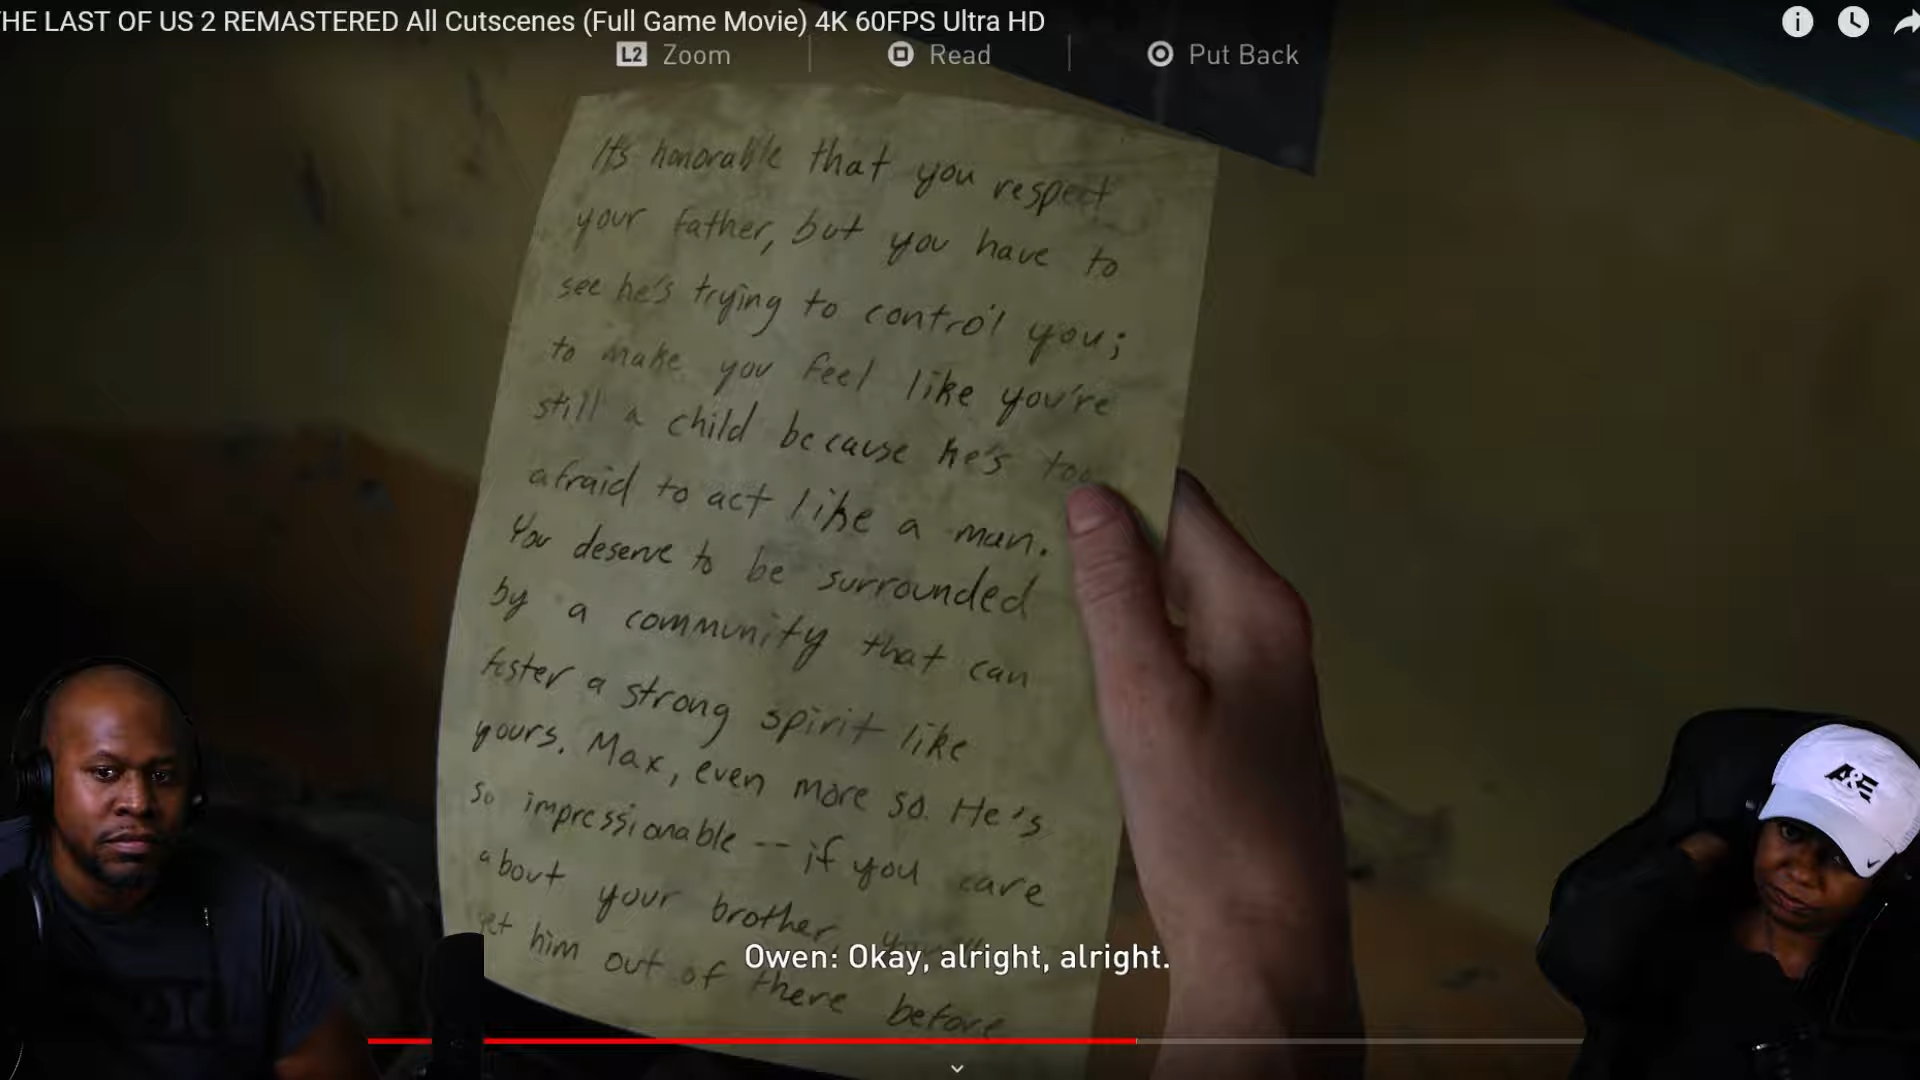 HE LAST OF US 2 REMASTERED All Cutscenes (Full Game Movie) 4K 60FPS Ultra HD
L2 Zoom Read Put Back
It's honorable that you respect
your father, but you have to
see he's trying to control you;
to make you feel like you're
still a child because he's too
afraid to act like a man.
You deserve to be surrounded
by a community that can
foster a strong spirit like
yours. Max, even more so. He's
so impressionable -- if you care
about your brother,
get him out of there before
Owen: Okay, alright, alright.
A&E